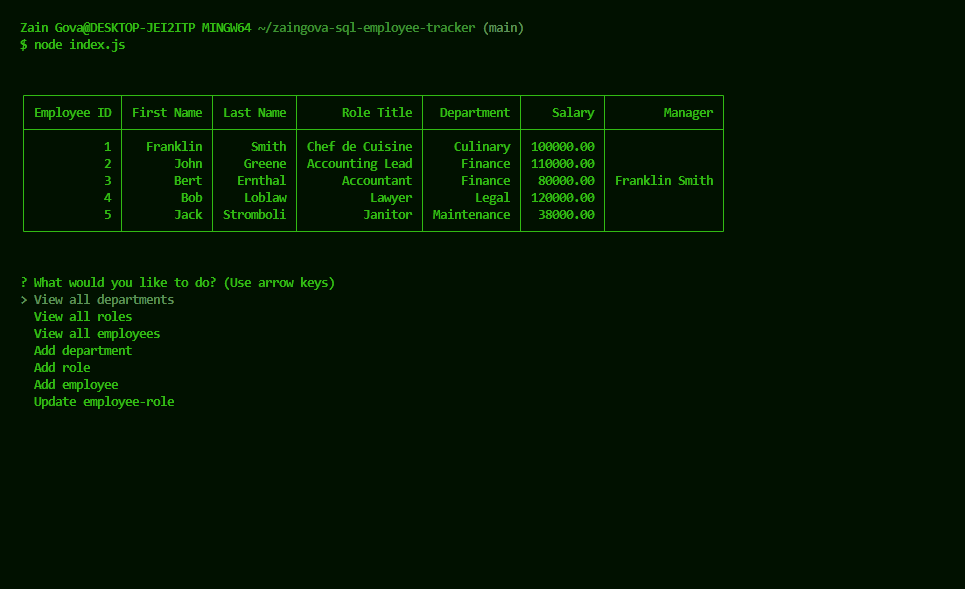 Zain Gova@DESKTOP-JEI2ITP MINGW64 ~/zaingova-sql-employee-tracker (main)
$ node index.js
Employee ID First Name Last Name Role Title Department Salary Manager
1 Franklin Smith Chef de Cuisine Culinary 100000.00
2 John Greene Accounting Lead Finance 110000.00
3 Bert Ernthal Accountant Finance 80000.00 Franklin Smith
4 Bob Loblaw Lawyer Legal 120000.00
5 Jack Stromboli Janitor Maintenance 38000.00
? What would you like to do? (Use arrow keys)
> View all departments
View all roles
View all employees
Add department
Add role
Add employee
Update employee-role